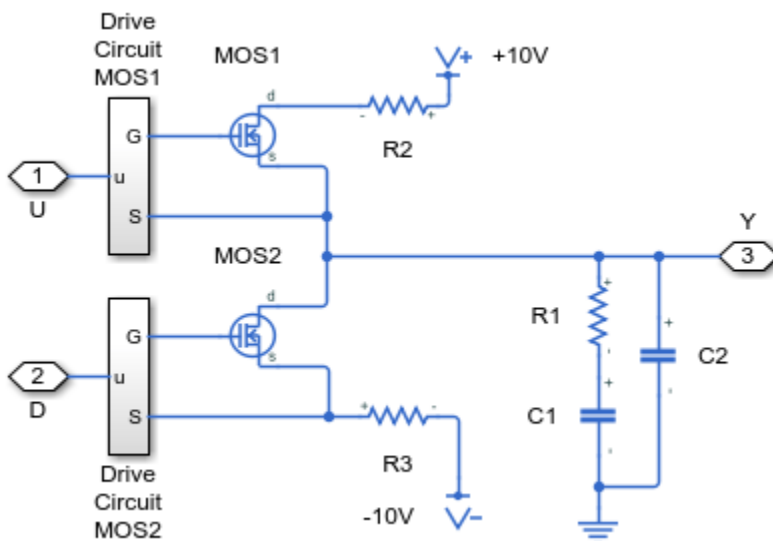 Drive
Circuit
MOS1
MOS1
+10V
V+
d
G
- +
R2
1
u
s
U
S
Y
MOS2
3
d
+
+
R1
G
-
C2
2
u
s
+
-
D
S
+ -
C1
-
R3
Drive
Circuit
MOS2
-10V
V-